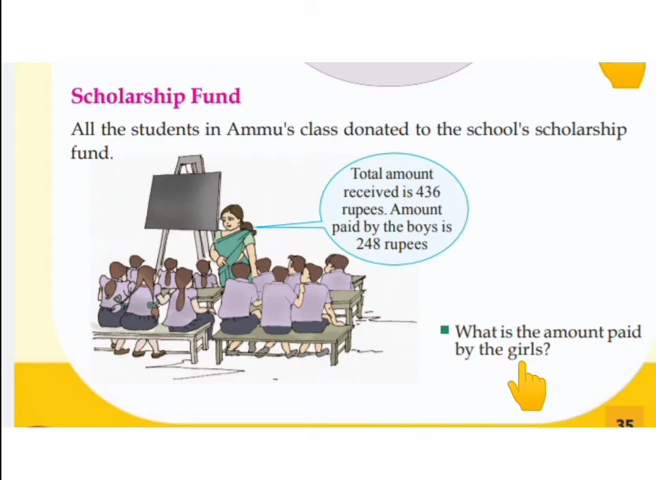 Scholarship Fund
All the students in Ammu's class donated to the school's scholarship
fund.
Total amount
received is 436
rupees. Amount
paid by the boys is
248 rupees
What is the amount paid
by the girls?
35